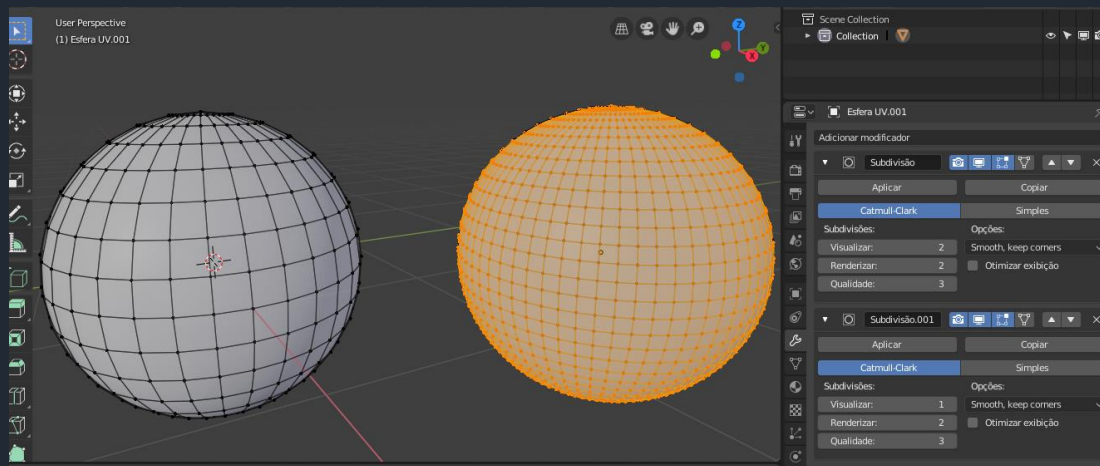 User Perspective
(1) Esfera UV.001
Z
Y
X
Scene Collection
Collection
Esfera UV.001
Adicionar modificador
Subdivisão
Aplicar
Copiar
Catmull-Clark
Simples
Subdivisões:
Opções:
Visualizar: 2
Smooth, keep corners
Renderizar: 2
Otimizar exibição
Qualidade: 3
Subdivisão.001
Aplicar
Copiar
Catmull-Clark
Simples
Subdivisões:
Opções:
Visualizar: 1
Smooth, keep corners
Renderizar: 2
Otimizar exibição
Qualidade: 3